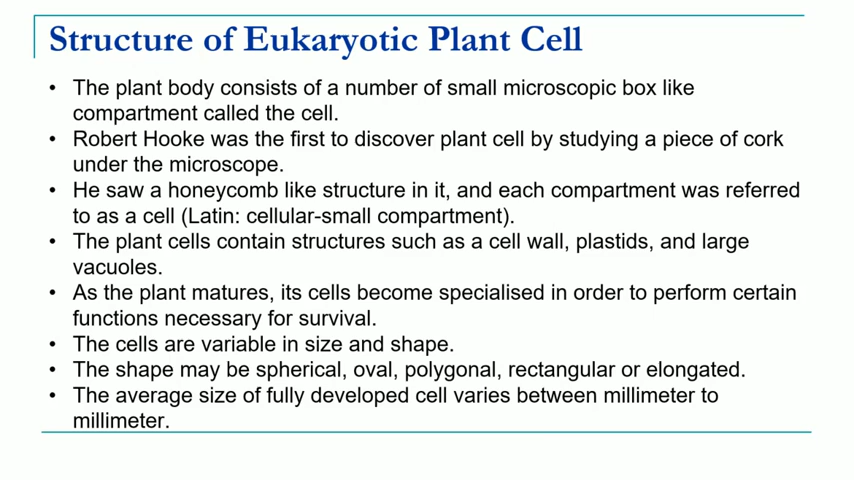 Structure of Eukaryotic Plant Cell
• The plant body consists of a number of small microscopic box like
compartment called the cell.
• Robert Hooke was the first to discover plant cell by studying a piece of cork
under the microscope.
• He saw a honeycomb like structure in it, and each compartment was referred
to as a cell (Latin: cellular-small compartment).
• The plant cells contain structures such as a cell wall, plastids, and large
vacuoles.
• As the plant matures, its cells become specialised in order to perform certain
functions necessary for survival.
• The cells are variable in size and shape.
• The shape may be spherical, oval, polygonal, rectangular or elongated.
• The average size of fully developed cell varies between millimeter to
millimeter.